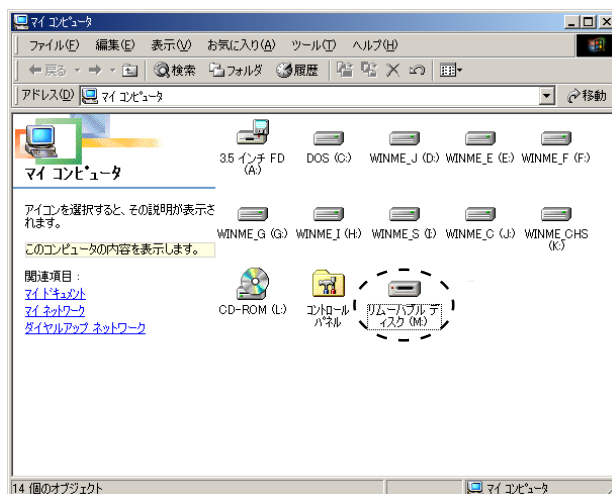 マイ コンピュータ
ファイル(F) 編集(E) 表示(V) お気に入り(A) ツール(T) ヘルプ(H)
戻る 検索 フォルダ 履歴
アドレス(D) マイ コンピュータ 移動
マイ コンピュータ
アイコンを選択すると、その説明が表示さ
れます。
このコンピュータの内容を表示します。
関連項目:
マイ ドキュメント
マイ ネットワーク
ダイヤルアップ ネットワーク
3.5 インチ FD
(A:)
DOS (C:)
WINME_J (D:)
WINME_E (E:)
WINME_F (F:)
WINME_G (G:)
WINME_I (H:)
WINME_S (I:)
WINME_C (J:)
WINME_CHS
(K:)
CD-ROM (L:)
コントロール
パネル
リムーバブル デ
ィスク (M:)
14 個のオブジェクト
マイ コンピュータ